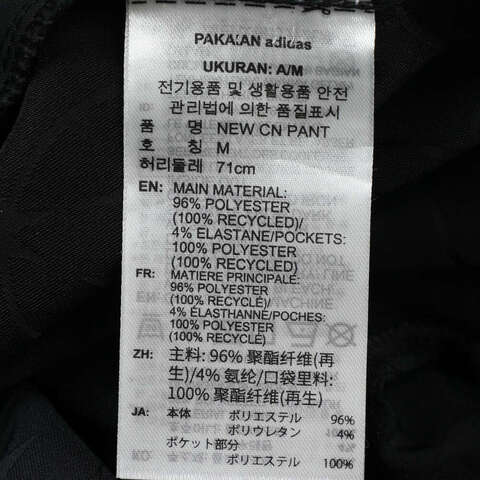 PAKAIAN adidas
UKURAN: A/M
전기용품 및 생활용품 안전
관리법에 의한 품질표시
품 명 NEW CN PANT
호 칭 M
허리둘레 71cm
EN: MAIN MATERIAL:
96% POLYESTER
(100% RECYCLED)/
4% ELASTANE/POCKETS:
100% POLYESTER
(100% RECYCLED)
FR: MATIERE PRINCIPALE:
96% POLYESTER
(100% RECYCLÉ)/
4% ÉLASTHANNE/POCHES:
100% POLYESTER
(100% RECYCLÉ)
ZH: 主料: 96% 聚酯纤维(再
生)/4% 氨纶/口袋里料:
100% 聚酯纤维(再生)
JA: 本体 ポリエステル 96%
ポリウレタン 4%
ポケット部分
ポリエステル 100%